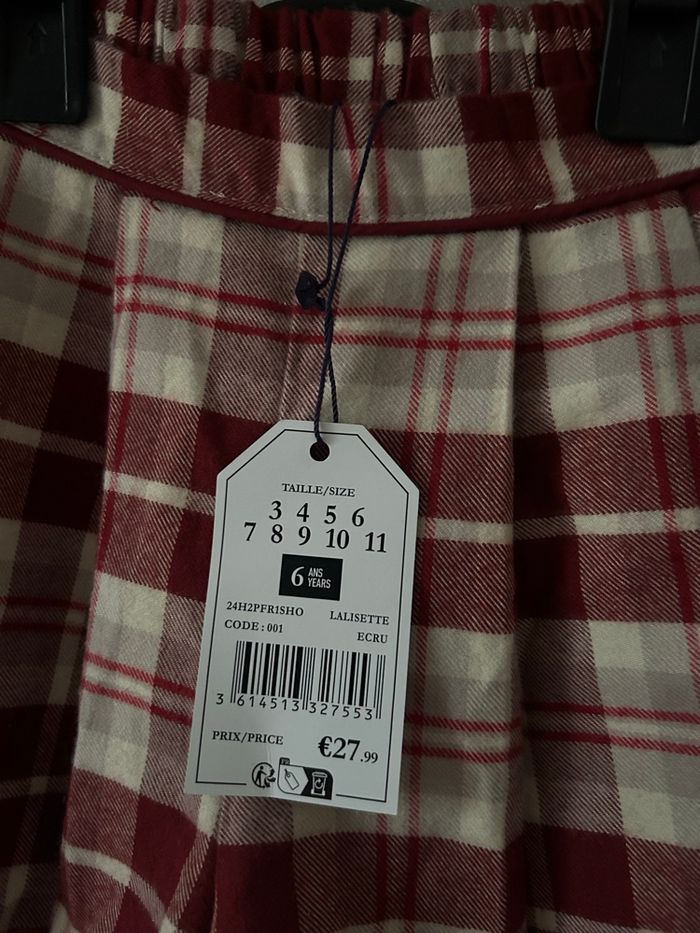 TAILLE/SIZE
3 4 5 6
7 8 9 10 11
6 ANS
YEARS
24H2PFR1SHO LALISETTE
CODE : 001 ECRU
3 614513 327553
PRIX/PRICE €27.99